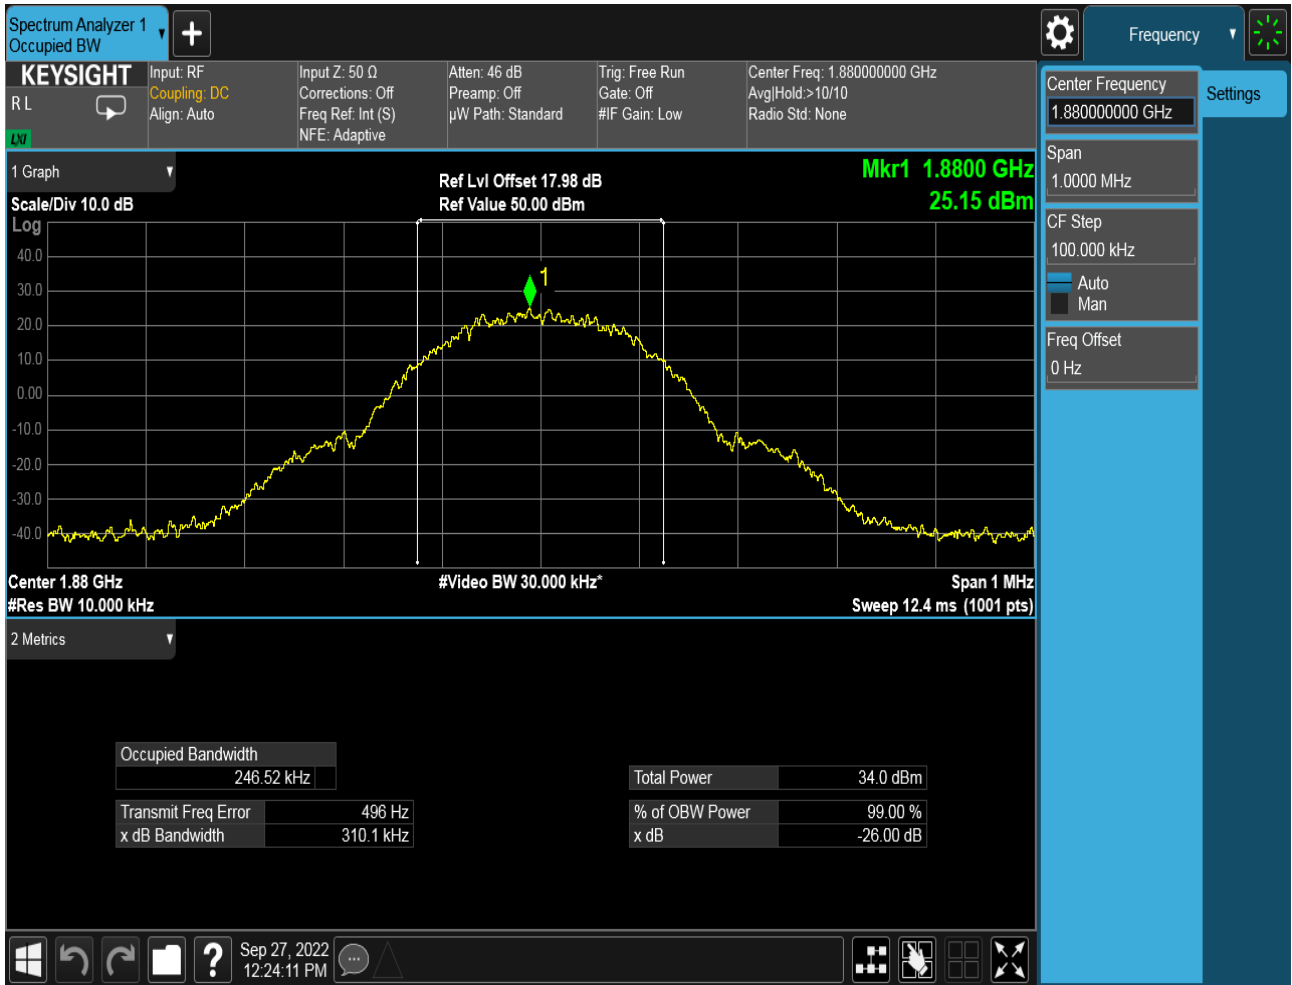 Spectrum Analyzer 1
Occupied BW
Frequency
KEYSIGHT
R L
LXI
Input: RF
Coupling: DC
Align: Auto
Input Z: 50 Ω
Corrections: Off
Freq Ref: Int (S)
NFE: Adaptive
Atten: 46 dB
Preamp: Off
µW Path: Standard
Trig: Free Run
Gate: Off
#IF Gain: Low
Center Freq: 1.880000000 GHz
Avg|Hold:>10/10
Radio Std: None
Center Frequency
1.880000000 GHz
Settings
Span
1.0000 MHz
CF Step
100.000 kHz
Auto
Man
Freq Offset
0 Hz
1 Graph
Scale/Div 10.0 dB
Ref Lvl Offset 17.98 dB
Ref Value 50.00 dBm
Mkr1 1.8800 GHz
25.15 dBm
Log
40.0
30.0
20.0
10.0
0.00
-10.0
-20.0
-30.0
-40.0
1
Center 1.88 GHz
#Res BW 10.000 kHz
#Video BW 30.000 kHz*
Span 1 MHz
Sweep 12.4 ms (1001 pts)
2 Metrics
Occupied Bandwidth
246.52 kHz
Total Power 34.0 dBm
Transmit Freq Error 496 Hz
% of OBW Power 99.00 %
x dB Bandwidth 310.1 kHz
x dB -26.00 dB
?
Sep 27, 2022
12:24:11 PM